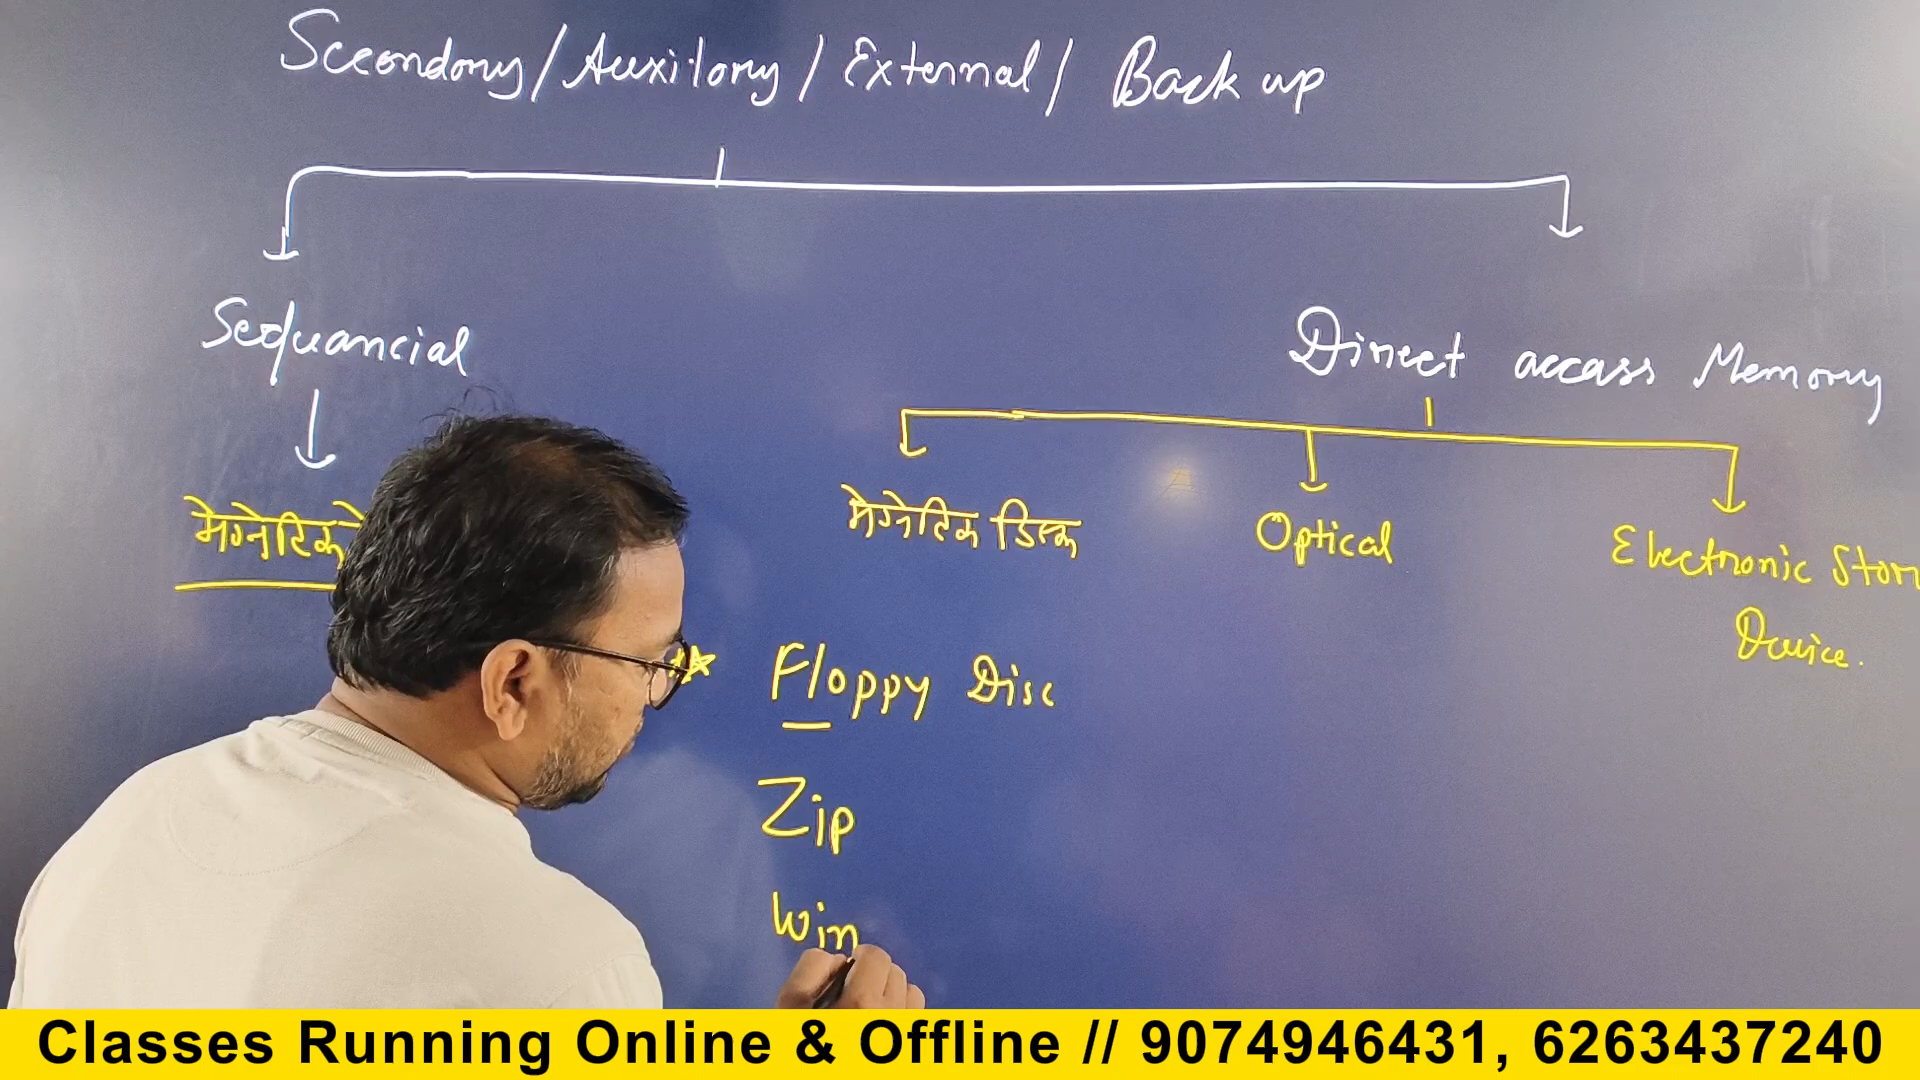 Secondory/Auxilory/External/Back up
Sequancial
Direct accass Memory
मेग्नेटिक
मेग्नेटिक डिस्क
Optical
Electronic Stor
Device.
Floppy Disc
Zip
Win
Classes Running Online & Offline // 9074946431, 6263437240